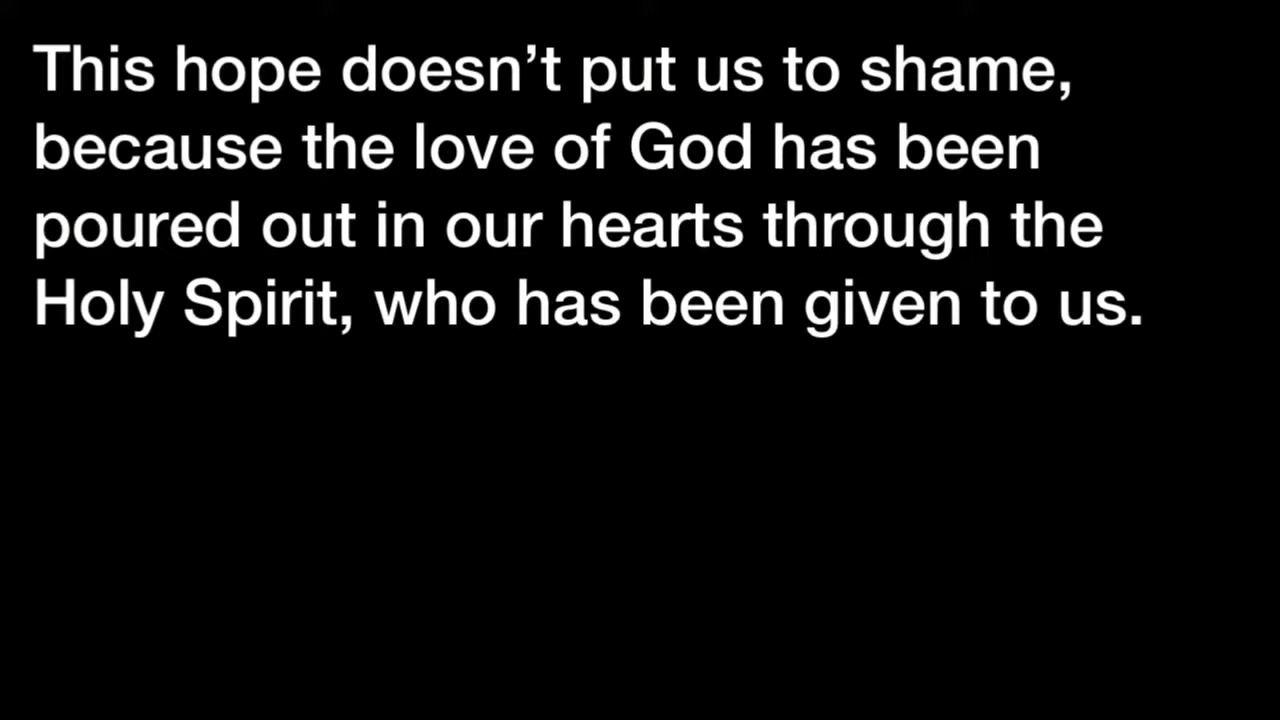 This hope doesn’t put us to shame,
because the love of God has been
poured out in our hearts through the
Holy Spirit, who has been given to us.